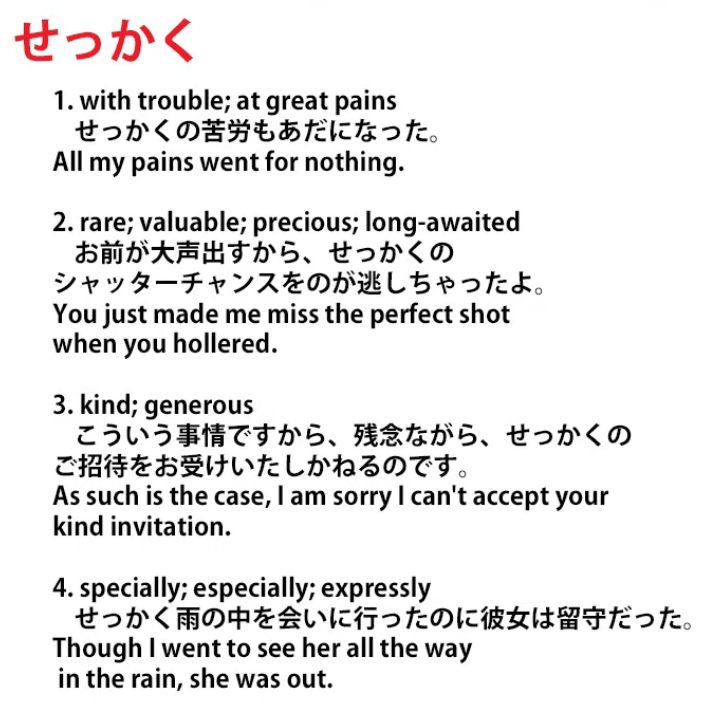 せっかく
1. with trouble; at great pains
せっかくの苦労もあだになった。
All my pains went for nothing.
2. rare; valuable; precious; long-awaited
お前が大声出すから、せっかくの
シャッターチャンスをのが逃しちゃったよ。
You just made me miss the perfect shot
when you hollered.
3. kind; generous
こういう事情ですから、残念ながら、せっかくの
ご招待をお受けいたしかねるのです。
As such is the case, I am sorry I can't accept your
kind invitation.
4. specially; especially; expressly
せっかく雨の中を会いに行ったのに彼女は留守だった。
Though I went to see her all the way
in the rain, she was out.